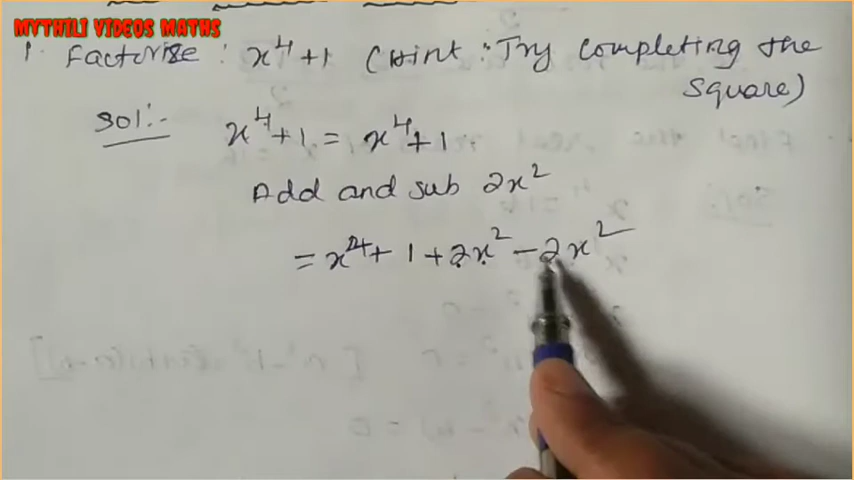 MYTHILI VIDEOS MATHS
1. Factorize : x⁴+1 (Hint : Try completing the
square)
Sol:- x⁴+1 = x⁴+1
Add and sub 2x²
= x⁴+1+2x²-2x²